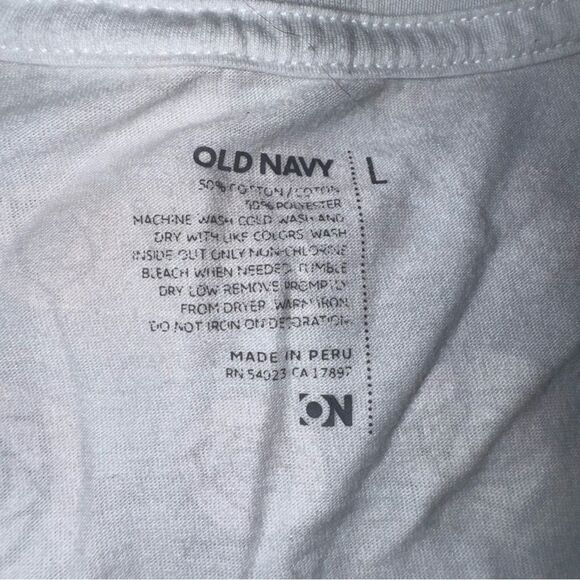 OLD NAVY
L
50% COTTON / COTON
50% POLYESTER
MACHINE WASH COLD WASH AND
DRY WITH LIKE COLORS WASH
INSIDE OUT ONLY NON-CHLORINE
BLEACH WHEN NEEDED TUMBLE
DRY LOW REMOVE PROMPTLY
FROM DRYER WARM IRON
DO NOT IRON ON DECORATION
MADE IN PERU
RN 54023 CA 17897
ON